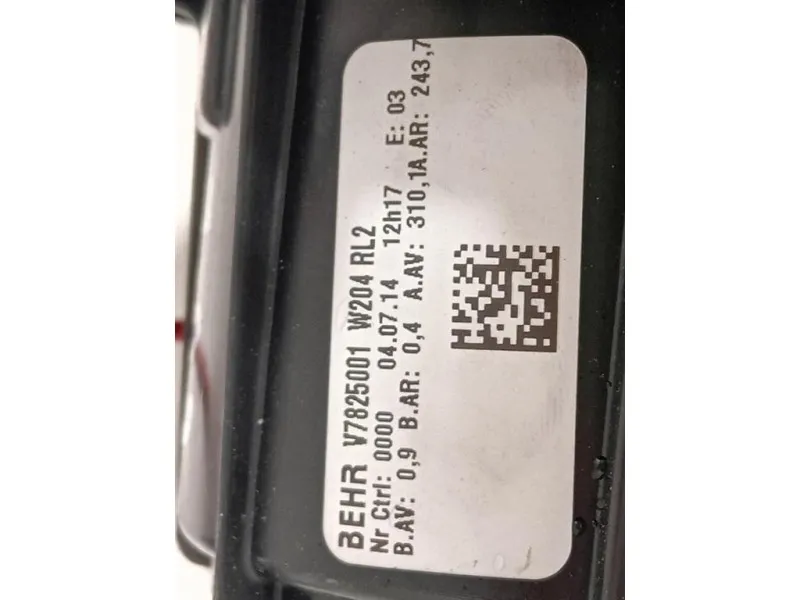 BEHR V7825001 W204 RL2
Nr Ctrl: 0000 04.07.14 12h17 E: 03
B.AV: 0,9 B.AR: 0,4 A.AV: 310,1A.AR: 243,7